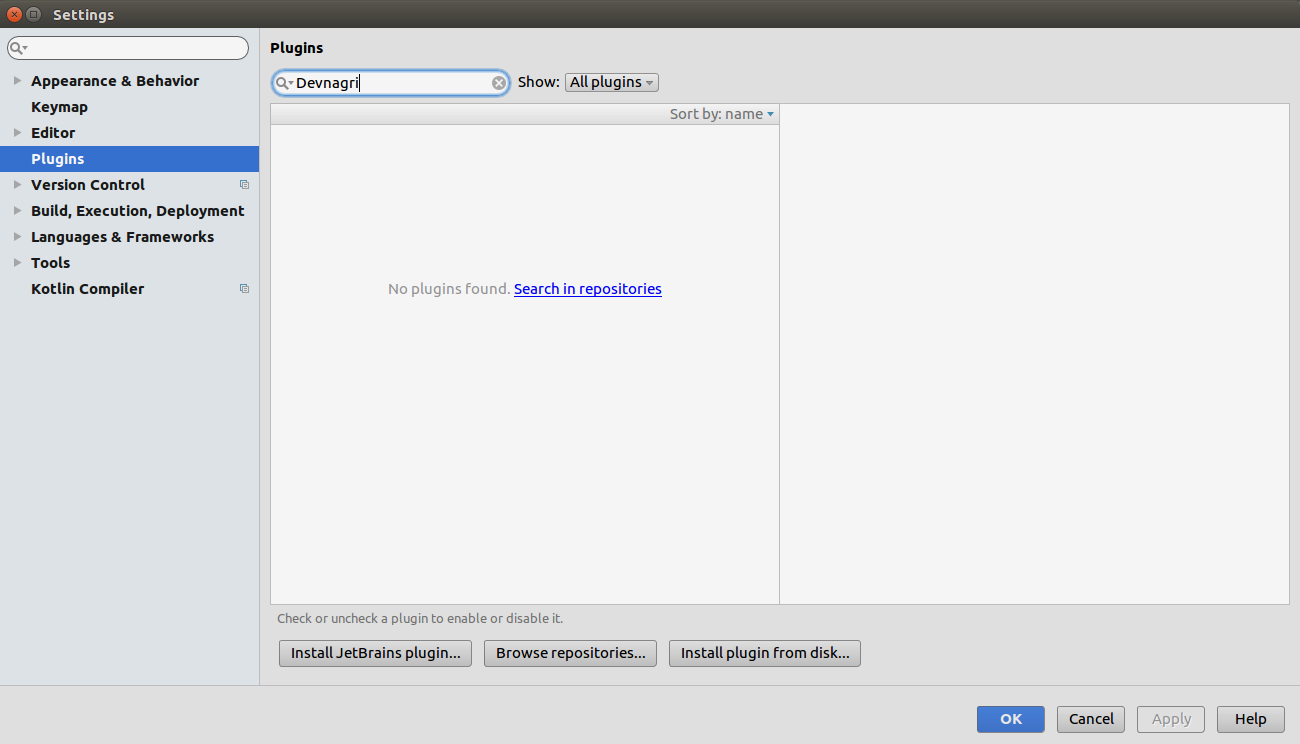 Settings
Plugins
Devnagri Show: All plugins
Appearance & Behavior
Keymap
Editor
Plugins
Version Control
Build, Execution, Deployment
Languages & Frameworks
Tools
Kotlin Compiler
Sort by: name
No plugins found. Search in repositories
Check or uncheck a plugin to enable or disable it.
Install JetBrains plugin... Browse repositories... Install plugin from disk...
OK Cancel Apply Help